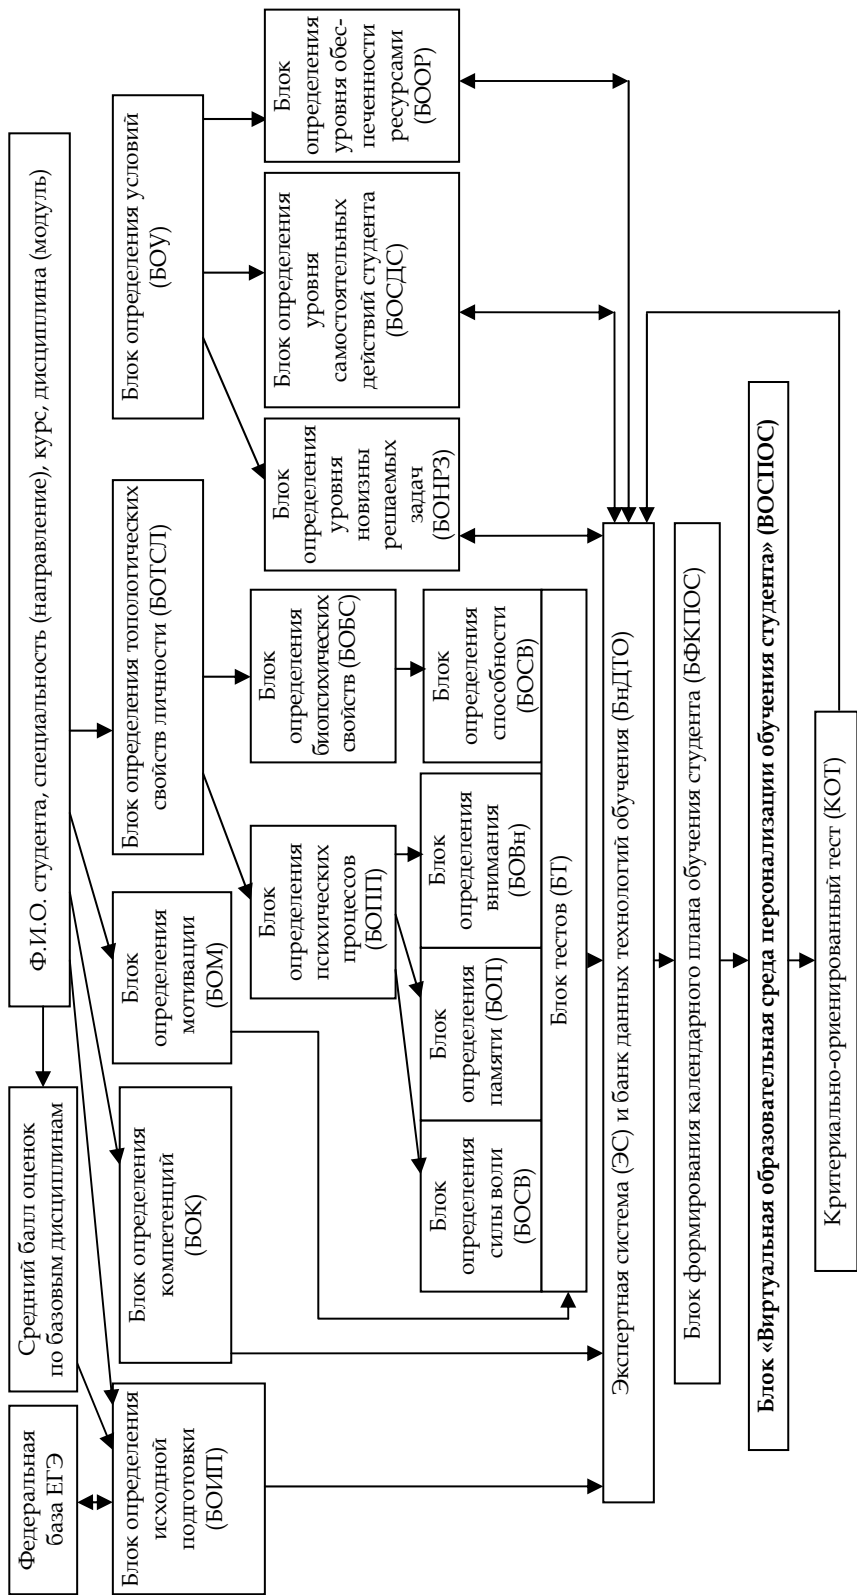 Федеральная
база ЕГЭ
Средний балл оценок
по базовым дисциплинам
Ф.И.О. студента, специальность (направление), курс, дисциплина (модуль)
Блок определения
исходной
подготовки
(БОИП)
Блок определения
компетенций
(БОК)
Блок
определения
мотивации
(БОМ)
Блок определения топологических
свойств личности (БОТСЛ)
Блок определения условий
(БОУ)
Блок
определения
психических
процессов
(БОПП)
Блок
определения
биопсихических
свойств (БОБС)
Блок
определения
уровня
новизны
решаемых
задач
(БОНРЗ)
Блок определения
уровня
самостоятельных
действий студента
(БОСДС)
Блок
определения
уровня обес-
печенности
ресурсами
(БООР)
Блок
определения
силы воли
(БОСВ)
Блок
определения
памяти (БОП)
Блок
определения
внимания
(БОВн)
Блок
определения
способности
(БОСВ)
Блок тестов (БТ)
Экспертная система (ЭС) и банк данных технологий обучения (БнДТО)
Блок формирования календарного плана обучения студента (БФКПОС)
Блок «Виртуальная образовательная среда персонализации обучения студента» (ВОСПОС)
Критериально-ориенированный тест (КОТ)